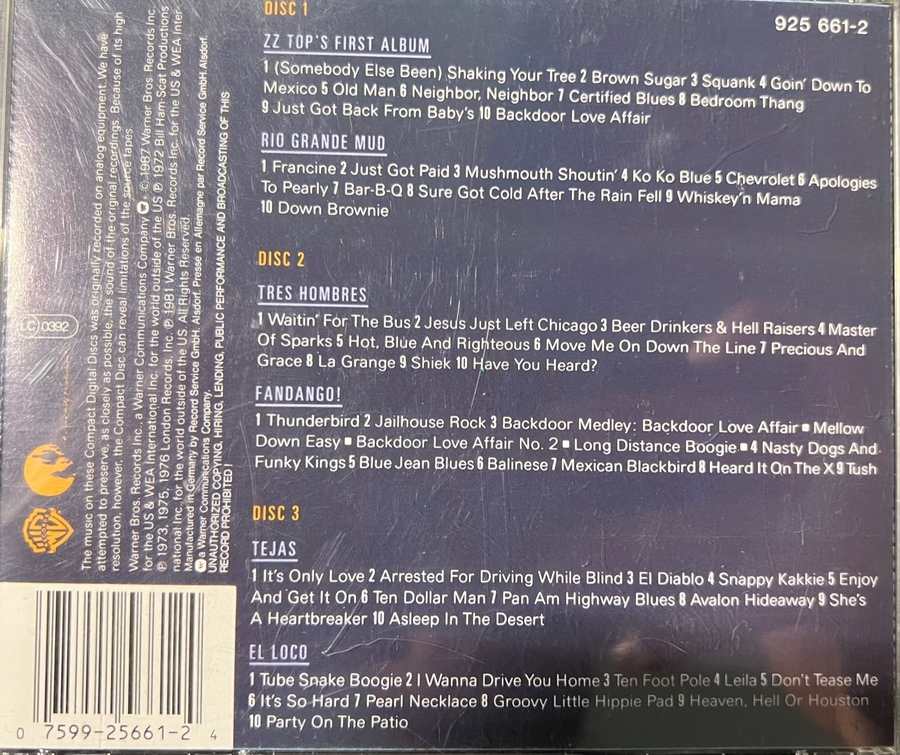 DISC 1
925 661-2
ZZ TOP'S FIRST ALBUM
1 (Somebody Else Been) Shaking Your Tree 2 Brown Sugar 3 Squank 4 Goin' Down To
Mexico 5 Old Man 6 Neighbor, Neighbor 7 Certified Blues 8 Bedroom Thang
9 Just Got Back From Baby's 10 Backdoor Love Affair
RIO GRANDE MUD
1 Francine 2 Just Got Paid 3 Mushmouth Shoutin' 4 Ko Ko Blue 5 Chevrolet 6 Apologies
To Pearly 7 Bar-B-Q 8 Sure Got Cold After The Rain Fell 9 Whiskey'n Mama
10 Down Brownie
DISC 2
TRES HOMBRES
1 Waitin' For The Bus 2 Jesus Just Left Chicago 3 Beer Drinkers & Hell Raisers 4 Master
Of Sparks 5 Hot, Blue And Righteous 6 Move Me On Down The Line 7 Precious And
Grace 8 La Grange 9 Shiek 10 Have You Heard?
FANDANGO!
1 Thunderbird 2 Jailhouse Rock 3 Backdoor Medley: Backdoor Love Affair ■ Mellow
Down Easy ■ Backdoor Love Affair No. 2 ■ Long Distance Boogie ■ 4 Nasty Dogs And
Funky Kings 5 Blue Jean Blues 6 Balinese 7 Mexican Blackbird 8 Heard It On The X 9 Tush
DISC 3
TEJAS
1 It's Only Love 2 Arrested For Driving While Blind 3 El Diablo 4 Snappy Kakkie 5 Enjoy
And Get It On 6 Ten Dollar Man 7 Pan Am Highway Blues 8 Avalon Hideaway 9 She's
A Heartbreaker 10 Asleep In The Desert
EL LOCO
1 Tube Snake Boogie 2 I Wanna Drive You Home 3 Ten Foot Pole 4 Leila 5 Don't Tease Me
6 It's So Hard 7 Pearl Necklace 8 Groovy Little Hippie Pad 9 Heaven, Hell Or Houston
10 Party On The Patio
The music on these Compact Digital Discs was originally recorded on analog equipment. We have
attempted to preserve, as closely as possible, the sound of the original recordings. Because of its high
resolution, however, the Compact Disc can reveal limitations of the source tapes.
Warner Bros. Records Inc., a Warner Communications Company ℗ © 1987 Warner Bros. Records Inc.
for the US & WEA International Inc. for the world outside of the US ℗ 1972 Bill Ham-Scat Productions
℗ 1973, 1975, 1976 London Records, Inc. ℗ 1981 Warner Bros. Records Inc. for the US & WEA Inter-
national Inc. for the world outside of the US. All Rights Reserved.
Manufactured in Germany by Record Service GmbH, Alsdorf. Pressé en Allemagne par Record Service GmbH, Alsdorf.
a Warner Communications Company.
UNAUTHORIZED COPYING, HIRING, LENDING, PUBLIC PERFORMANCE AND BROADCASTING OF THIS
RECORD PROHIBITED!
LC 0392
0 7599-25661-2 4